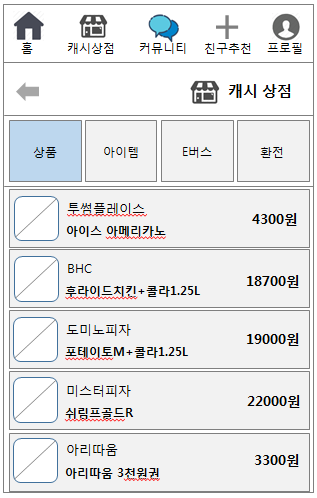 홈
캐시상점
커뮤니티
친구추천
프로필
캐시 상점
상품
아이템
E버스
환전
투썸플레이스
아이스 아메리카노
4300원
BHC
후라이드치킨+콜라1.25L
18700원
도미노피자
포테이토M+콜라1.25L
19000원
미스터피자
쉬림프골드R
22000원
아리따움
아리따움 3천원권
3300원